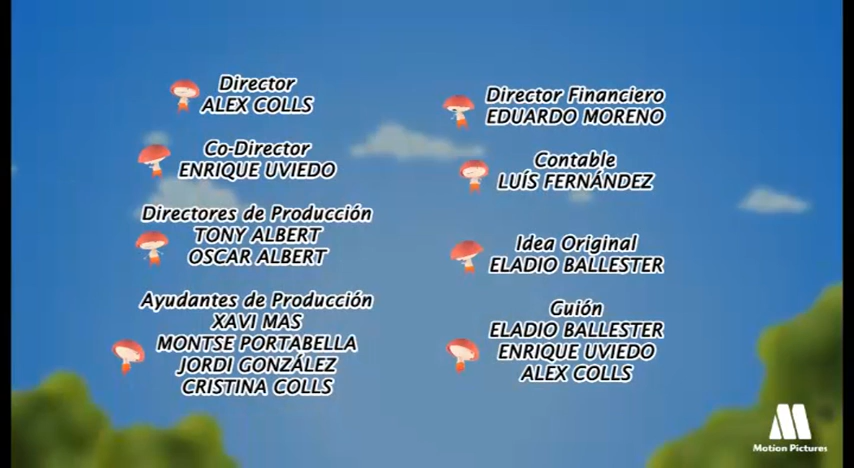 Director
ALEX COLLS
Co-Director
ENRIQUE UVIEDO
Directores de Producción
TONY ALBERT
OSCAR ALBERT
Ayudantes de Producción
XAVI MAS
MONTSE PORTABELLA
JORDI GONZÁLEZ
CRISTINA COLLS
Director Financiero
EDUARDO MORENO
Contable
LUÍS FERNÁNDEZ
Idea Original
ELADIO BALLESTER
Guión
ELADIO BALLESTER
ENRIQUE UVIEDO
ALEX COLLS
Motion Pictures